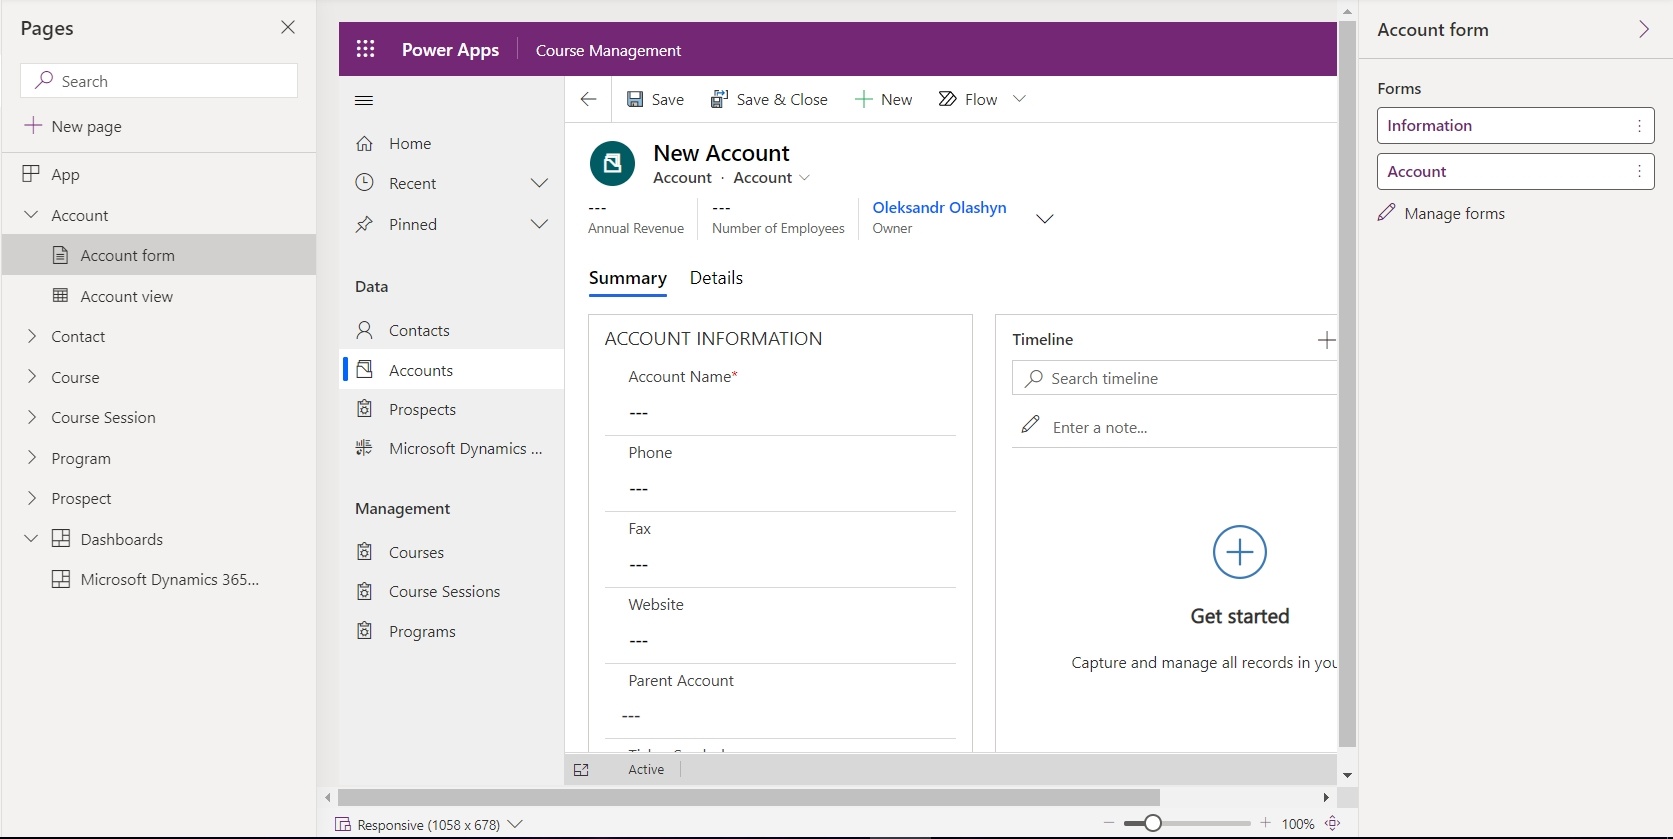 Pages
Search
New page
App
Account
Account form
Account view
Contact
Course
Course Session
Program
Prospect
Dashboards
Microsoft Dynamics 365...
Power Apps
Course Management
Home
Recent
Pinned
Data
Contacts
Accounts
Prospects
Microsoft Dynamics ...
Management
Courses
Course Sessions
Programs
Save
Save & Close
New
Flow
New Account
Account · Account
--- --- Oleksandr Olashyn
Annual Revenue Number of Employees Owner
Summary Details
ACCOUNT INFORMATION
Account Name*
---
Phone
---
Fax
---
Website
---
Parent Account
---
Timeline
Search timeline
Enter a note...
Get started
Capture and manage all records in you
Active
Responsive (1058 x 678)
100%
Account form
Forms
Information
Account
Manage forms